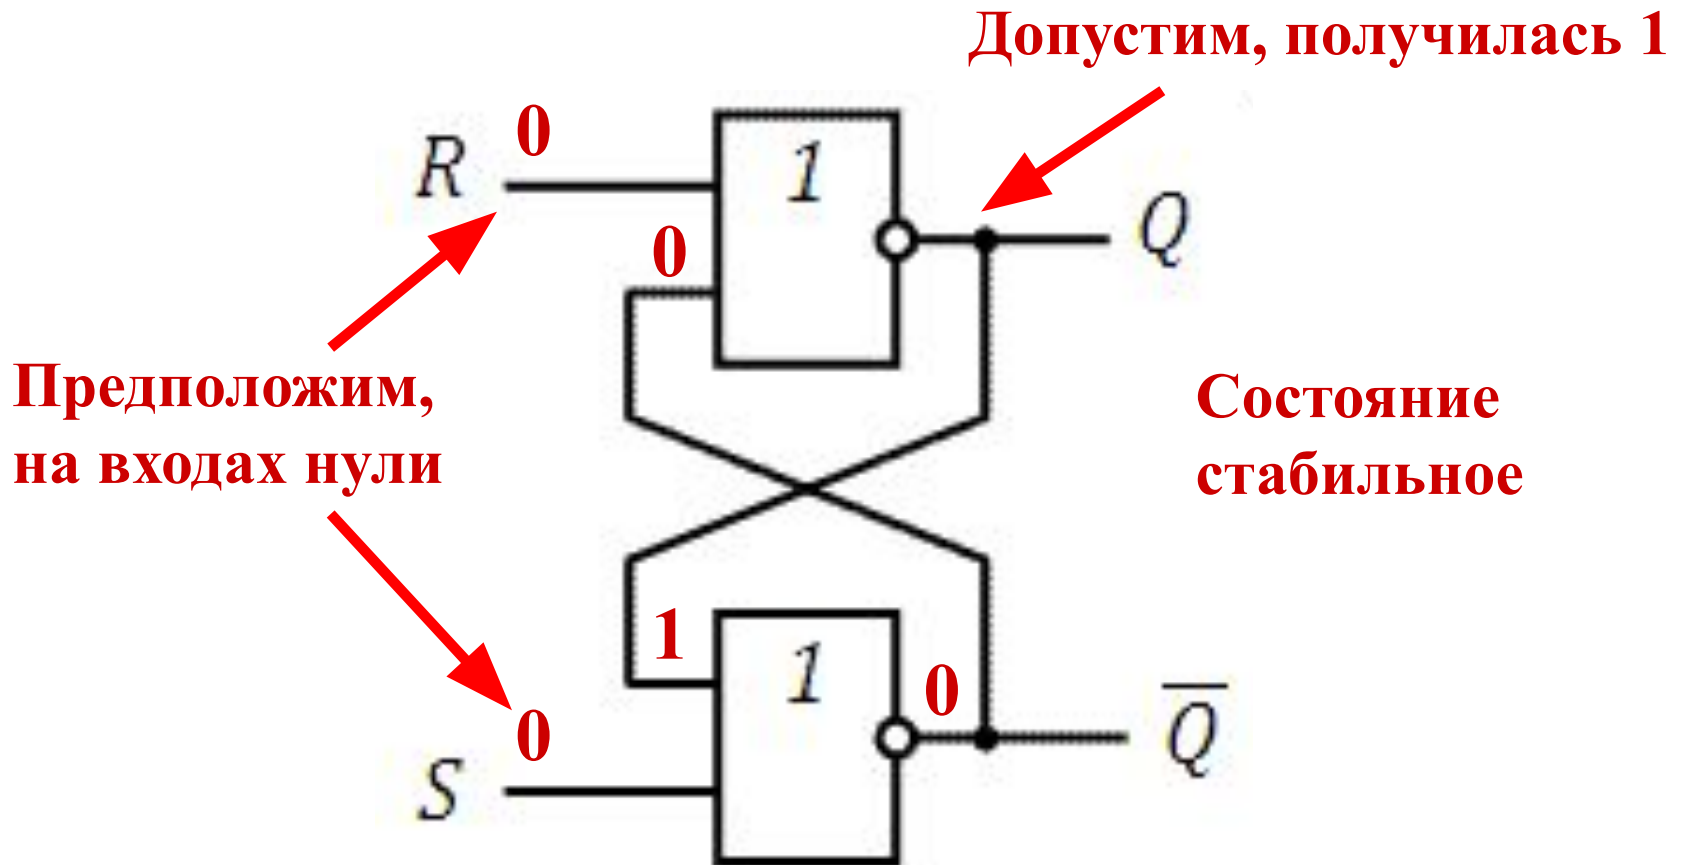 Допустим, получилась 1
R
0
1
Q
0
Предположим,
на входах нули
Состояние
стабильное
1
1
0
S
0
Q̅